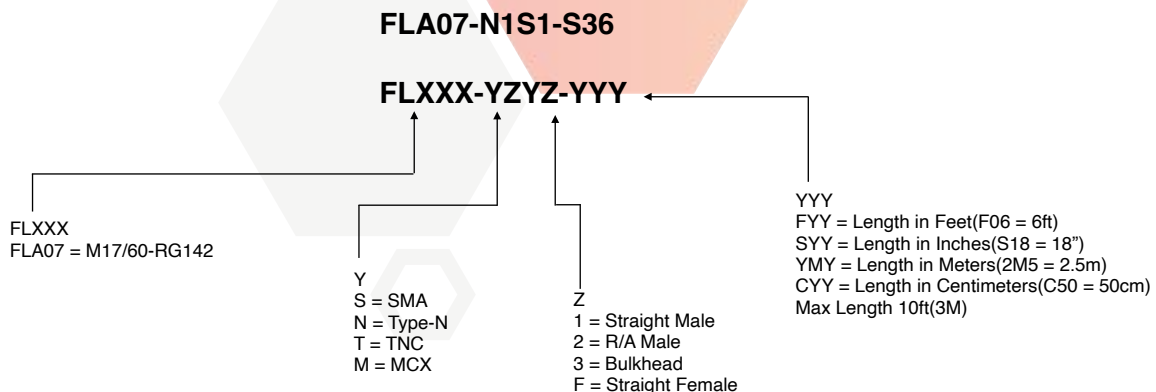 FLA07-N1S1-S36
FLXXX-YZYZ-YYY
FLXXX
FLA07 = M17/60-RG142
Y
S = SMA
N = Type-N
T = TNC
M = MCX
Z
1 = Straight Male
2 = R/A Male
3 = Bulkhead
F = Straight Female
YYY
FYY = Length in Feet(F06 = 6ft)
SYY = Length in Inches(S18 = 18”)
YMY = Length in Meters(2M5 = 2.5m)
CYY = Length in Centimeters(C50 = 50cm)
Max Length 10ft(3M)